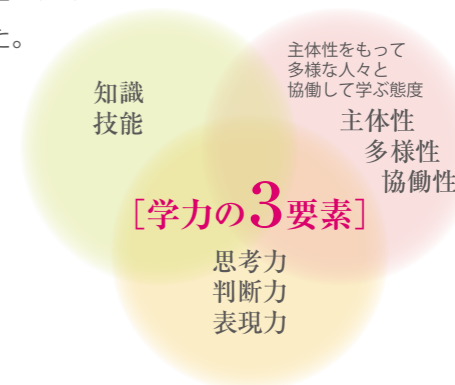 た。
主体性をもって
多様な人々と
協働して学ぶ態度
知識
技能
主体性
多様性
協働性
［学力の3要素］
思考力
判断力
表現力